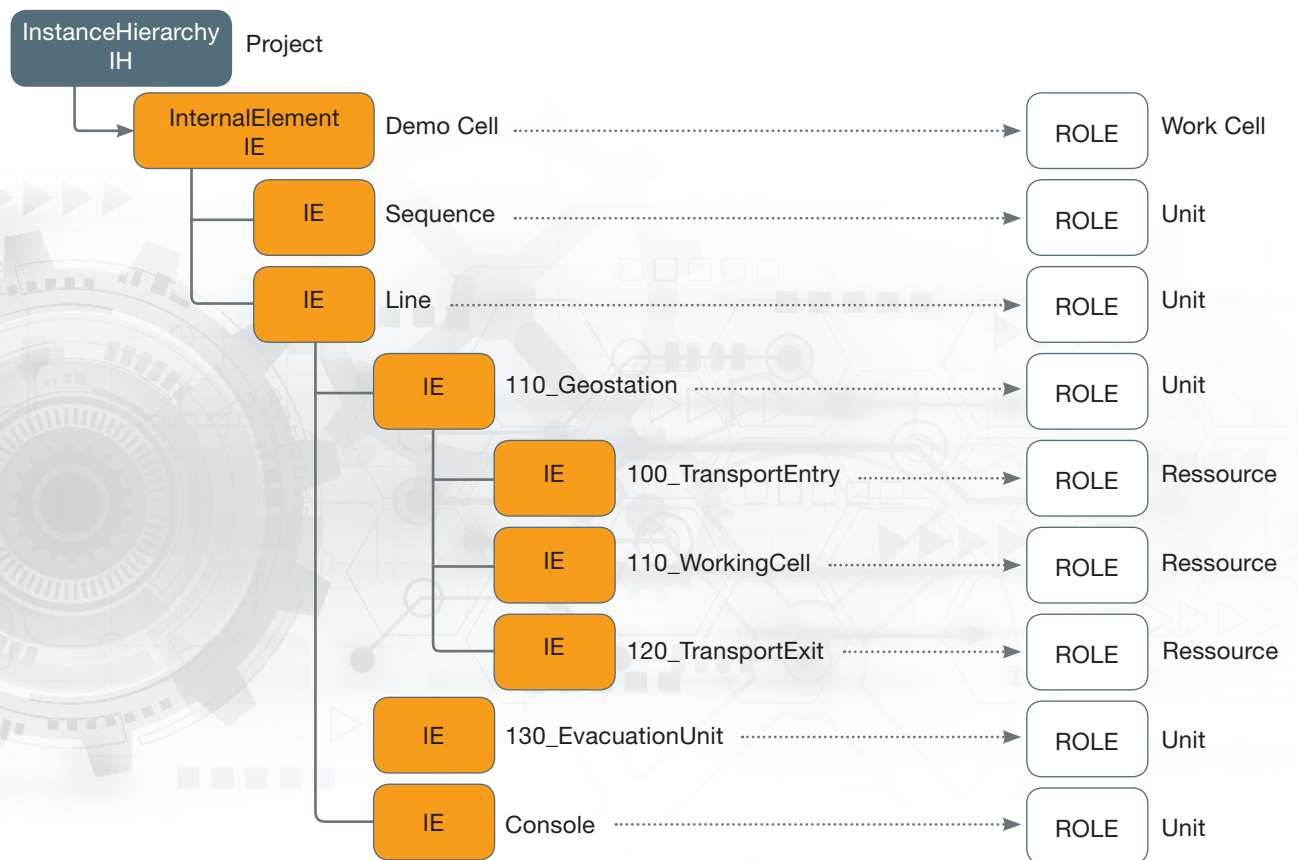 InstanceHierarchy
IH
Project
InternalElement
IE
Demo Cell
ROLE
Work Cell
IE
Sequence
ROLE
Unit
IE
Line
ROLE
Unit
IE
110_Geostation
ROLE
Unit
IE
100_TransportEntry
ROLE
Ressource
IE
110_WorkingCell
ROLE
Ressource
IE
120_TransportExit
ROLE
Ressource
IE
130_EvacuationUnit
ROLE
Unit
IE
Console
ROLE
Unit